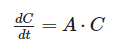 dC/dt = A · C